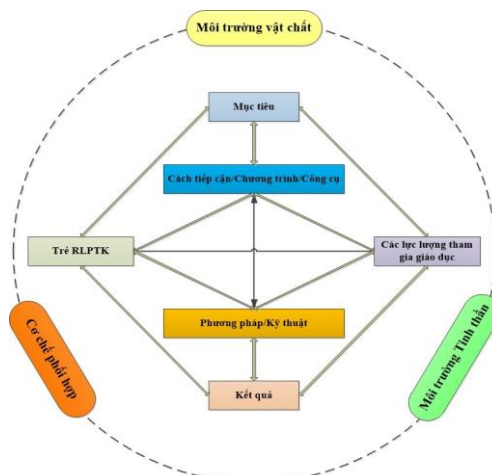 Môi trường vật chất
Mục tiêu
Cách tiếp cận/Chương trình/Công cụ
Trẻ RLPTK
Các lực lượng tham
gia giáo dục
Phương pháp/Kỹ thuật
Cơ chế phối hợp
Môi trường Tinh thần
Kết quả